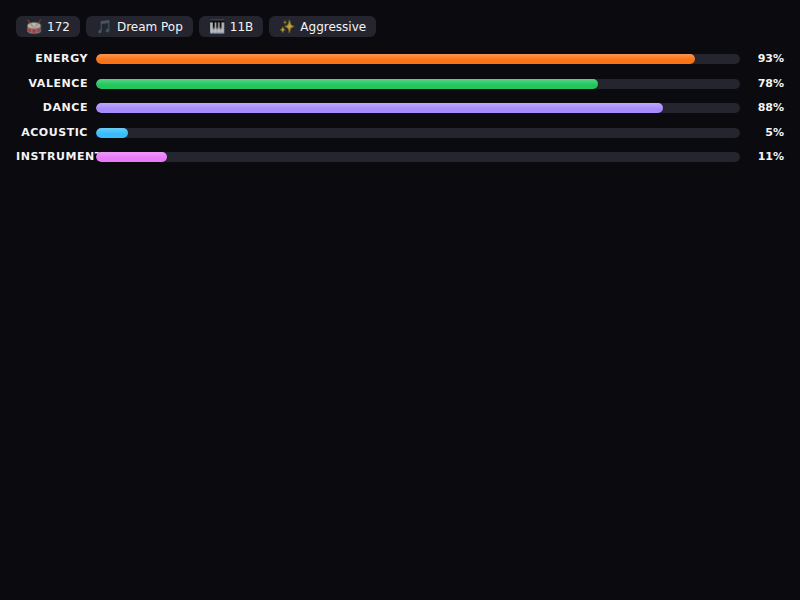 🥁 172 🎵 Dream Pop 🎹 11B ✨ Aggressive
ENERGY 93%
VALENCE 78%
DANCE 88%
ACOUSTIC 5%
INSTRUMENT 11%